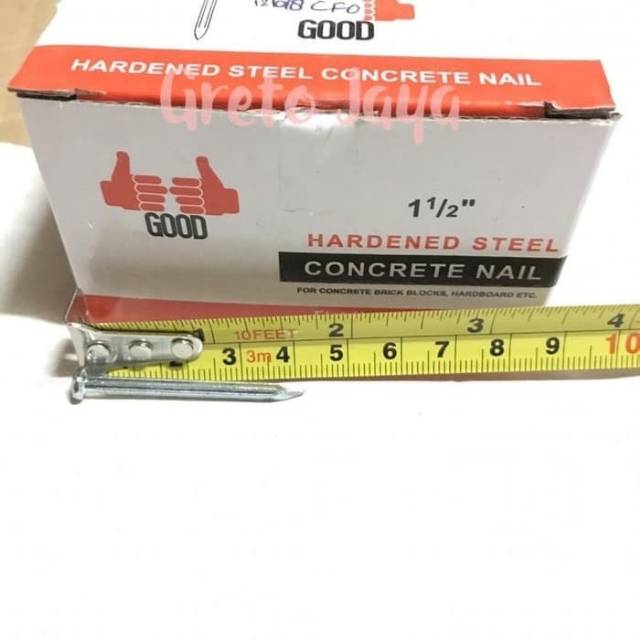 GOOD
HARDENED STEEL CONCRETE NAIL
Greto Jaya
GOOD
1 1/2"
HARDENED STEEL
CONCRETE NAIL
FOR CONCRETE BRICK BLOCKS, HARDBOARD ETC.
1 10FEET 2 3 4
3 3m 4 5 6 7 8 9 10